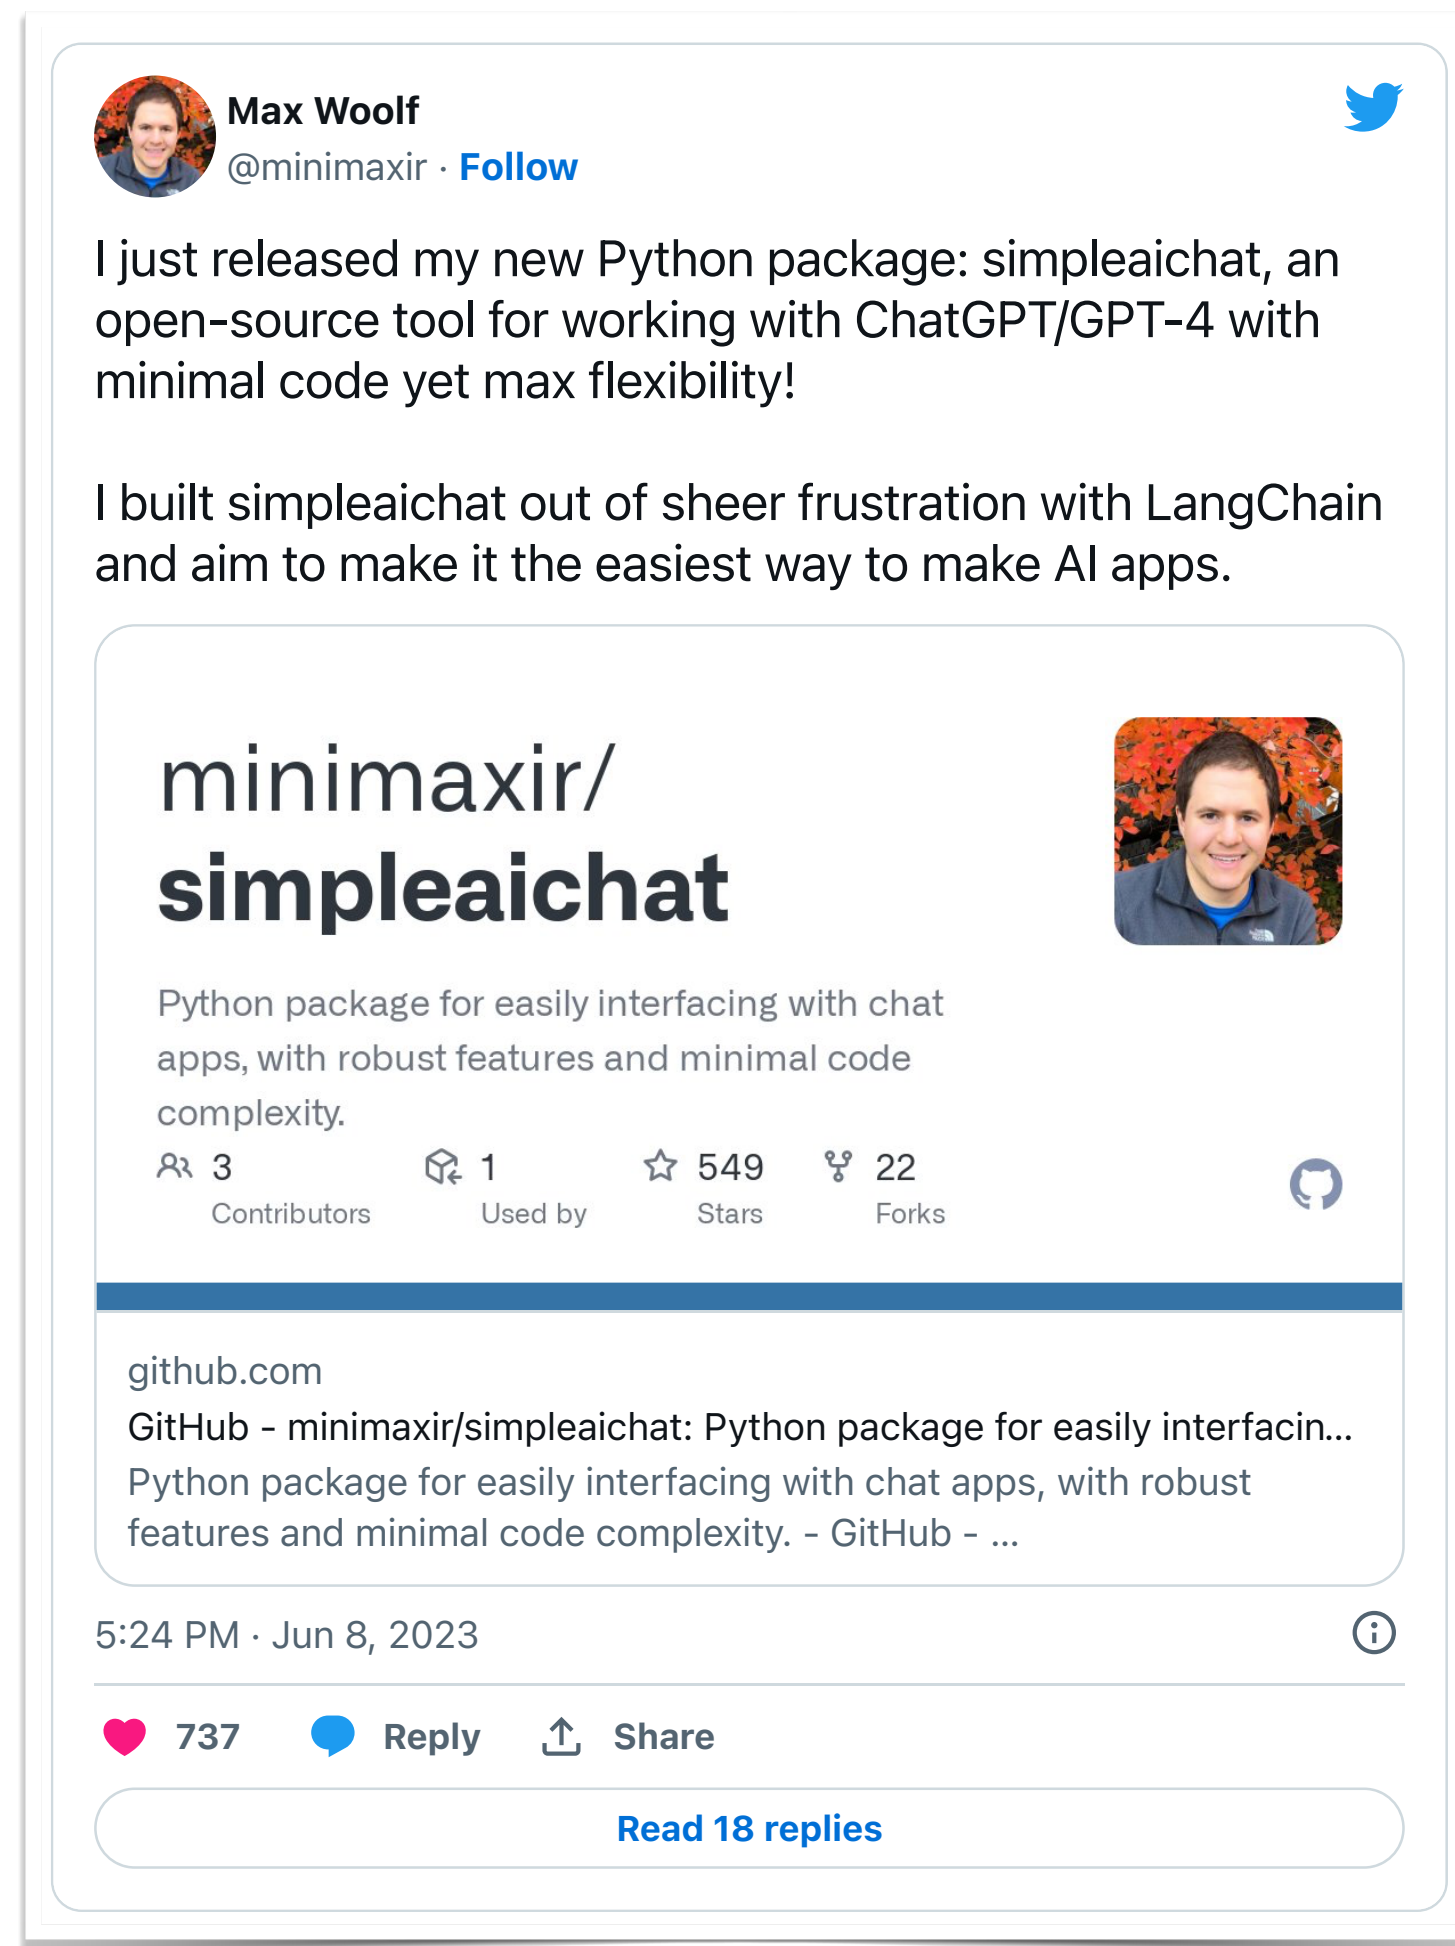 Max Woolf
@minimaxir · Follow
I just released my new Python package: simpleaichat, an
open-source tool for working with ChatGPT/GPT-4 with
minimal code yet max flexibility!
I built simpleaichat out of sheer frustration with LangChain
and aim to make it the easiest way to make AI apps.
minimaxir/
simpleaichat
Python package for easily interfacing with chat
apps, with robust features and minimal code
complexity.
3 1 549 22
Contributors Used by Stars Forks
github.com
GitHub - minimaxir/simpleaichat: Python package for easily interfacin...
Python package for easily interfacing with chat apps, with robust
features and minimal code complexity. - GitHub - ...
5:24 PM · Jun 8, 2023
737 Reply Share
Read 18 replies